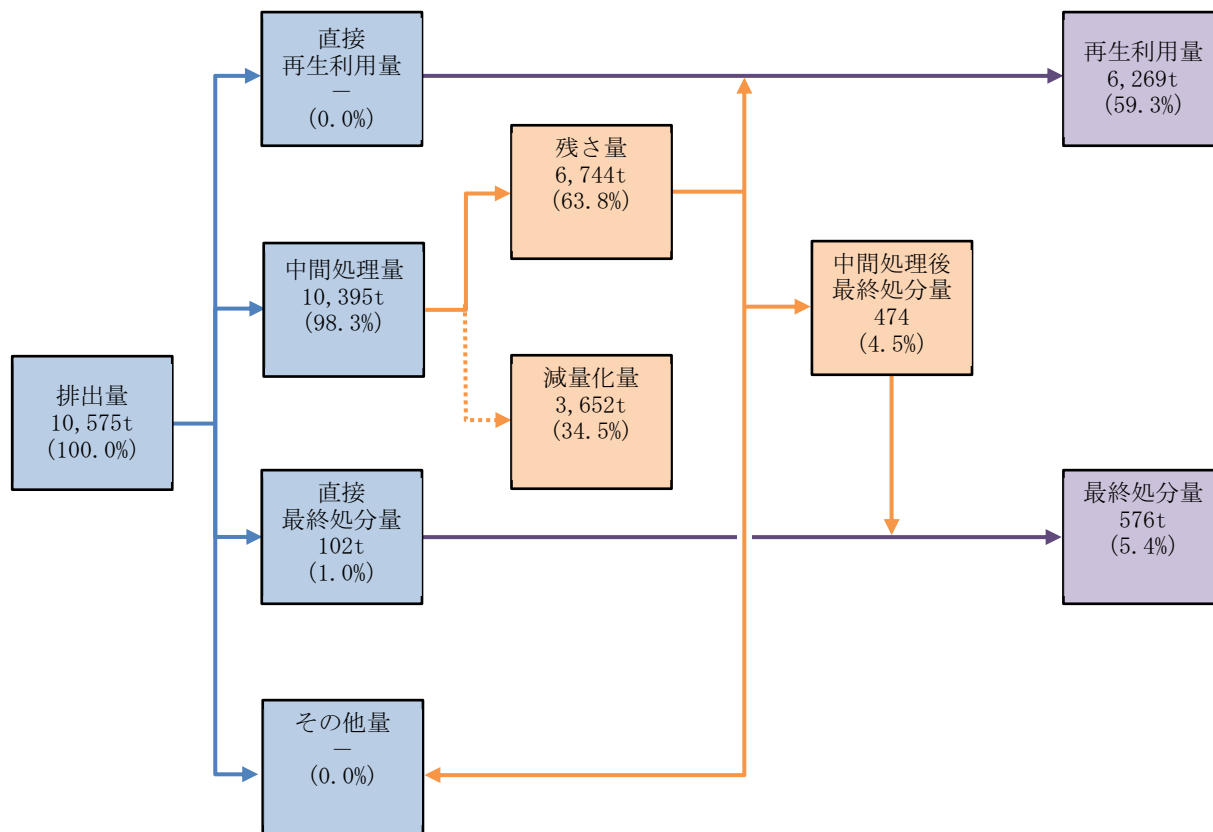 直接
再生利用量
－
(0.0%)
再生利用量
6,269t
(59.3%)
残さ量
6,744t
(63.8%)
中間処理量
10,395t
(98.3%)
中間処理後
最終処分量
474
(4.5%)
減量化量
3,652t
(34.5%)
排出量
10,575t
(100.0%)
直接
最終処分量
102t
(1.0%)
最終処分量
576t
(5.4%)
その他量
－
(0.0%)